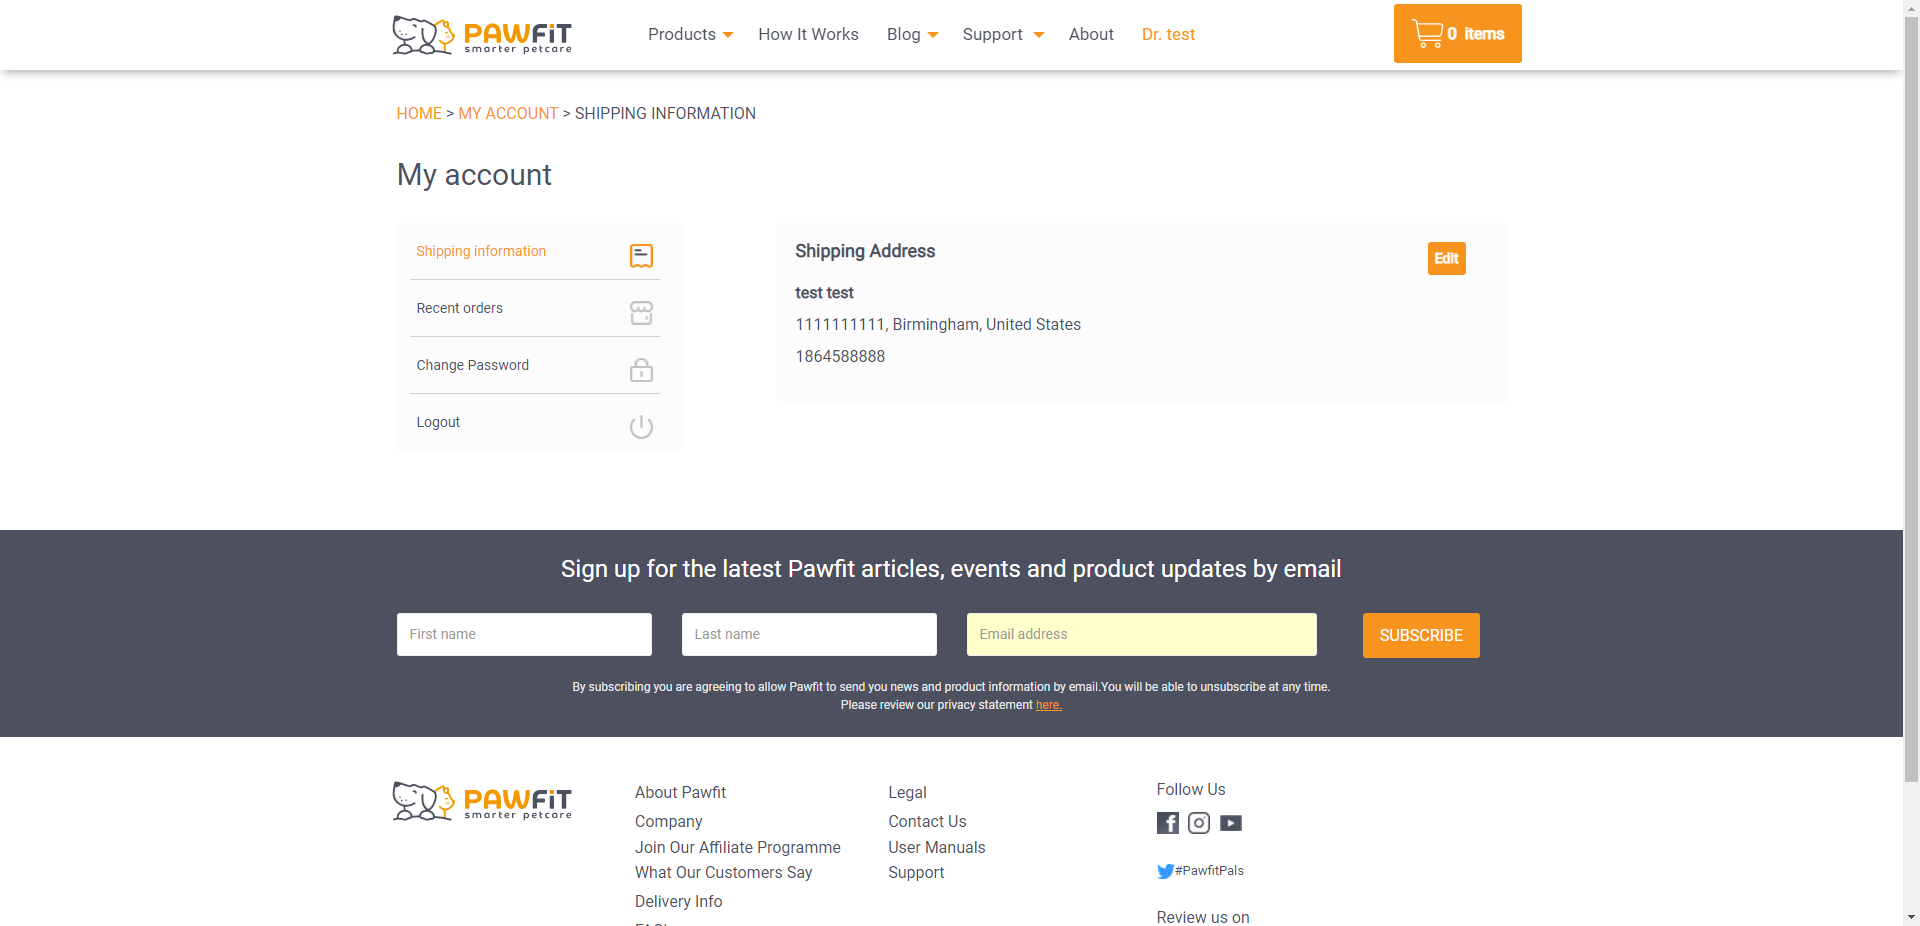 PAWFIT
smarter petcare
Products How It Works Blog Support About Dr. test
0 items
HOME > MY ACCOUNT > SHIPPING INFORMATION
My account
Shipping information
Recent orders
Change Password
Logout
Shipping Address
Edit
test test
1111111111, Birmingham, United States
1864588888
Sign up for the latest Pawfit articles, events and product updates by email
First name Last name Email address SUBSCRIBE
By subscribing you are agreeing to allow Pawfit to send you news and product information by email.You will be able to unsubscribe at any time.
Please review our privacy statement here.
PAWFIT
smarter petcare
About Pawfit
Company
Join Our Affiliate Programme
What Our Customers Say
Delivery Info
Legal
Contact Us
User Manuals
Support
Follow Us
#PawfitPals
Review us on